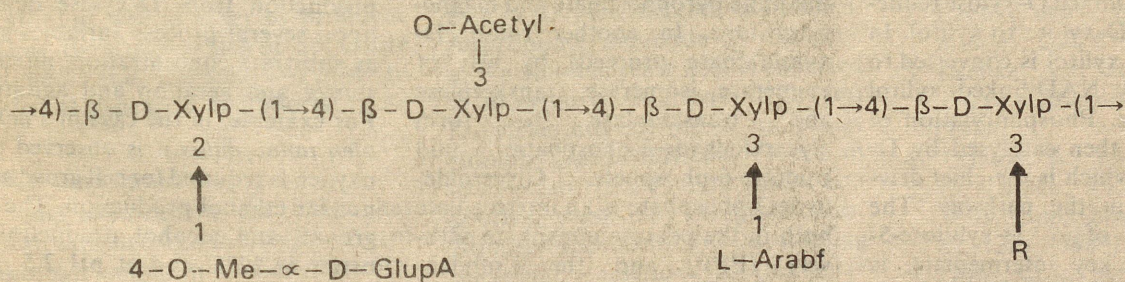 O–Acetyl.
3
→4)–β–D–Xylp–(1→4)–β–D–Xylp–(1→4)–β–D–Xylp–(1→4)–β–D–Xylp-(1→
2 3 3
1 1 R
4–O–Me–∝–D–GlupA L–Arabf